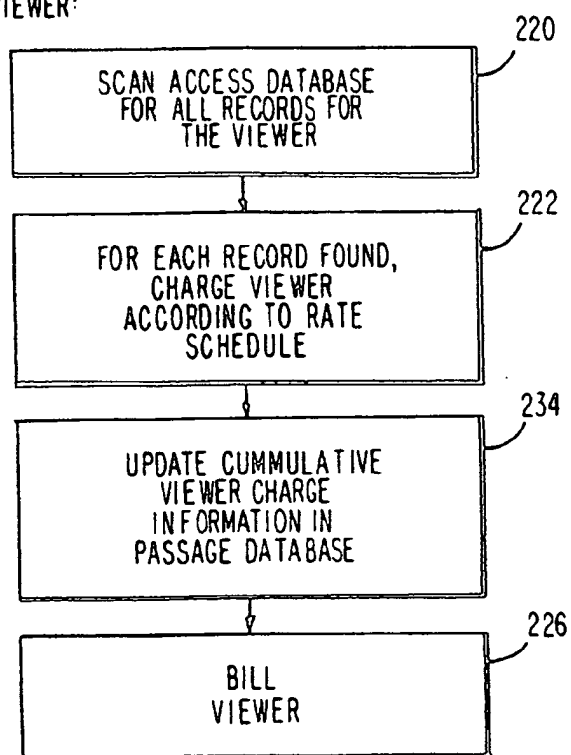 IEWER:
220
SCAN ACCESS DATABASE
FOR ALL RECORDS FOR
THE VIEWER
222
FOR EACH RECORD FOUND,
CHARGE VIEWER
ACCORDING TO RATE
SCHEDULE
234
UPDATE CUMMULATIVE
VIEWER CHARGE
INFORMATION IN
PASSAGE DATABASE
226
BILL
VIEWER